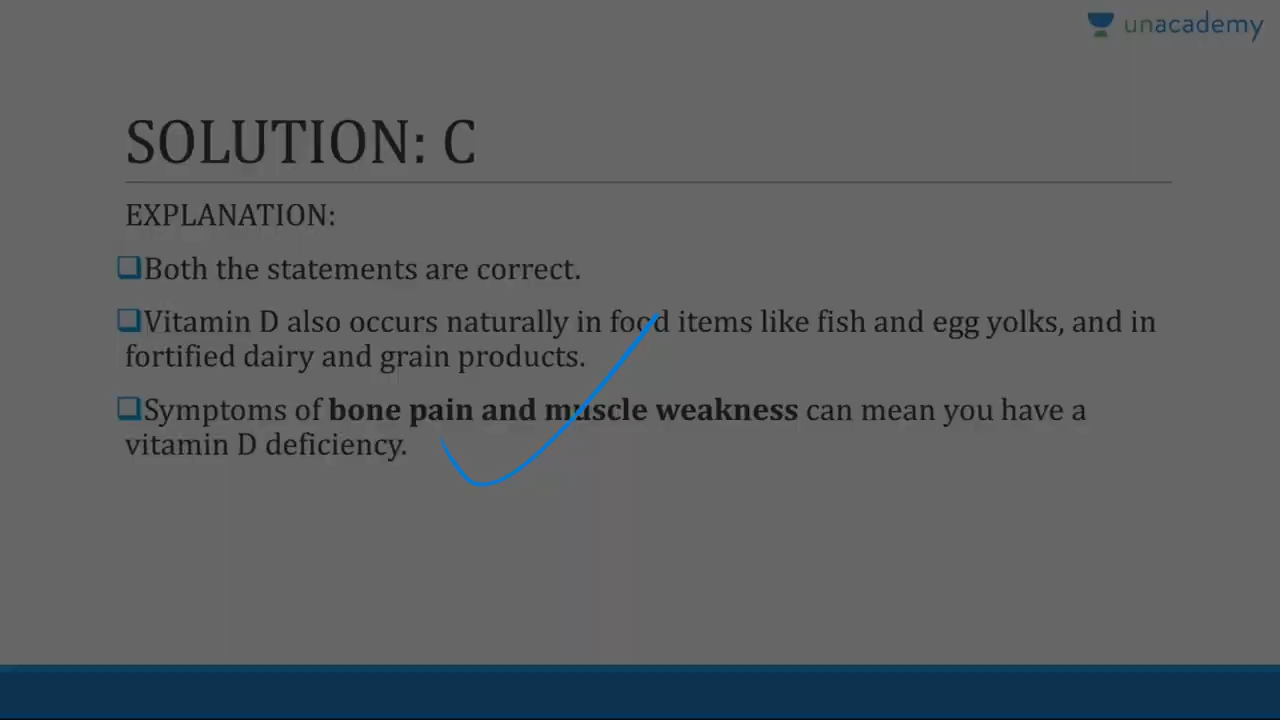 unacademy
SOLUTION: C
EXPLANATION:
Both the statements are correct.
Vitamin D also occurs naturally in food items like fish and egg yolks, and in
fortified dairy and grain products.
Symptoms of bone pain and muscle weakness can mean you have a
vitamin D deficiency.